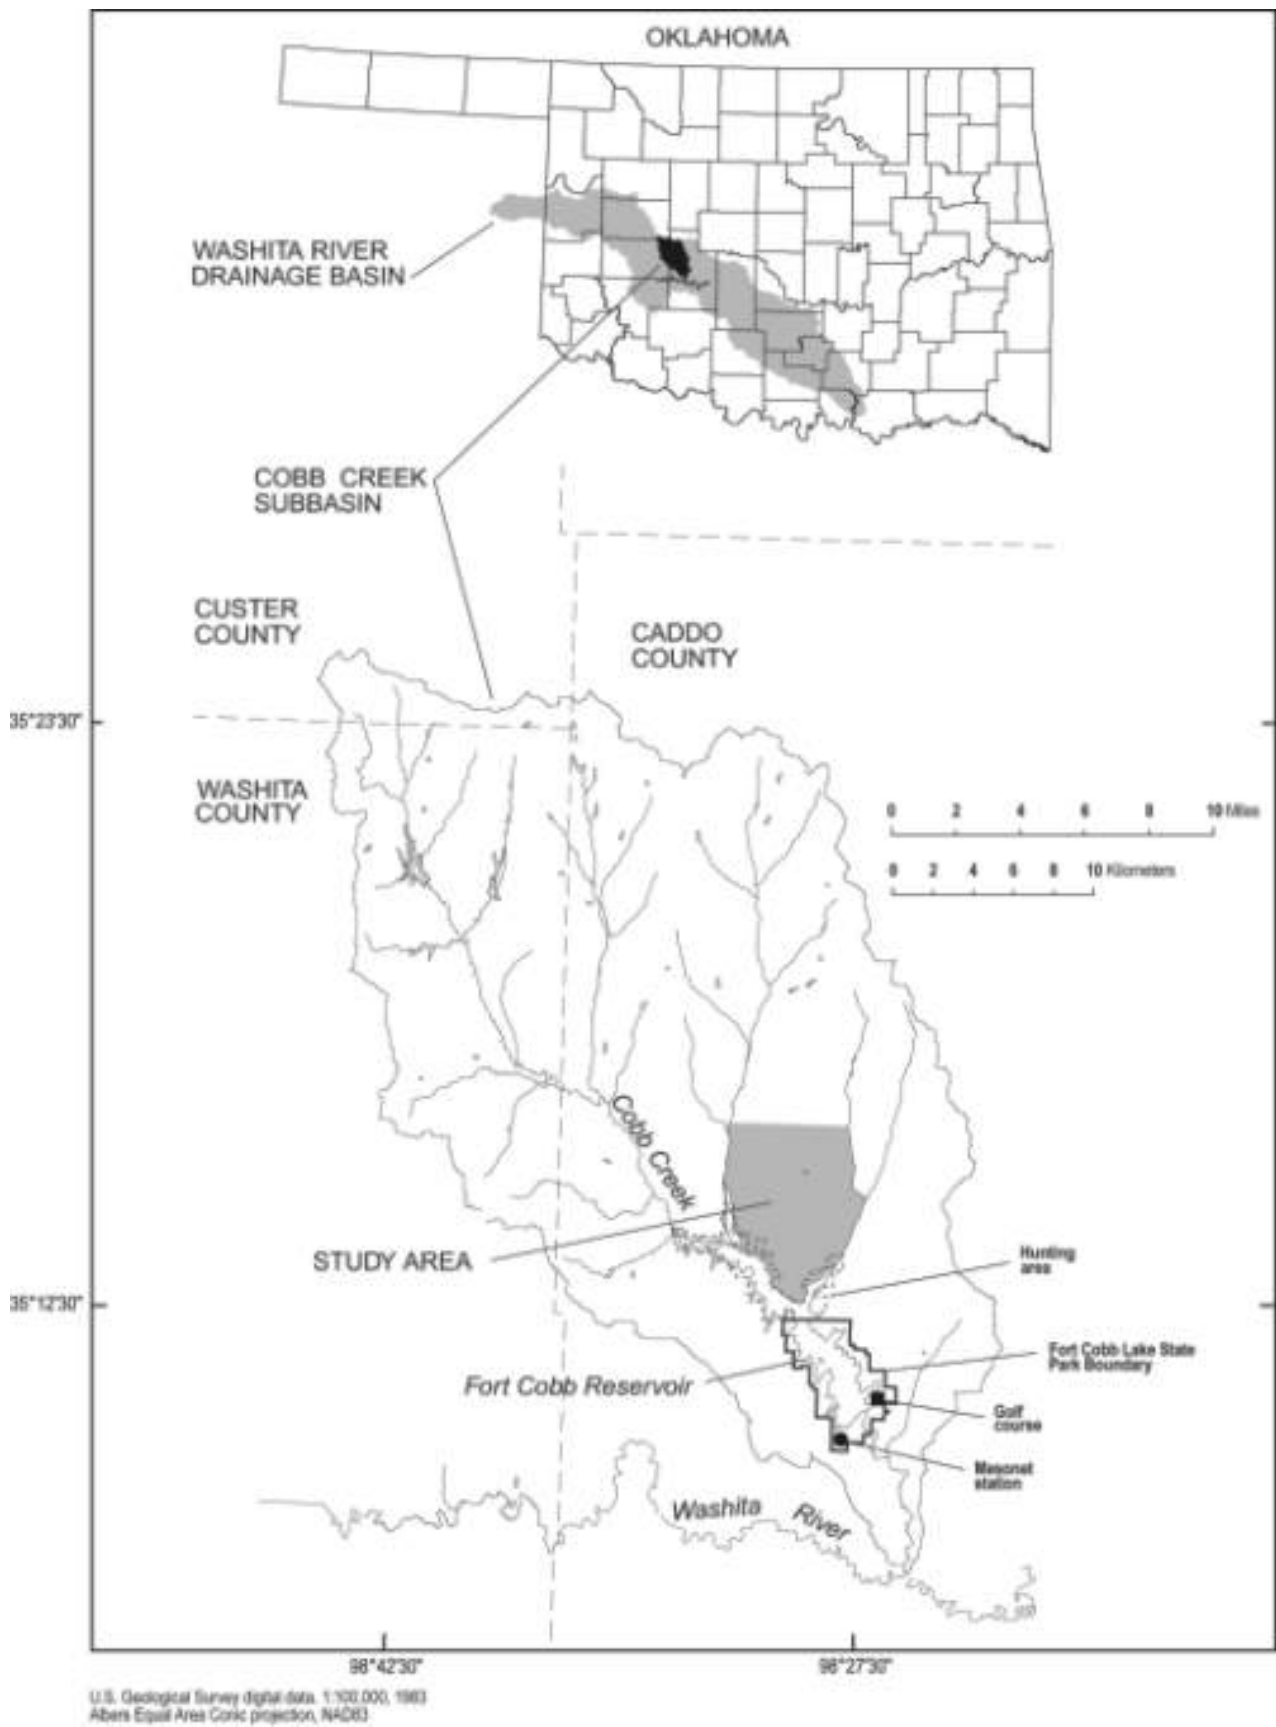 OKLAHOMA
WASHITA RIVER
DRAINAGE BASIN
COBB CREEK
SUBBASIN
CUSTER
COUNTY
CADDO
COUNTY
35°23'30"
WASHITA
COUNTY
0 2 4 6 8 10 Miles
0 2 4 6 8 10 Kilometers
Cobb Creek
STUDY AREA
Hunting
area
35°12'30"
Fort Cobb Lake State
Park Boundary
Fort Cobb Reservoir
Golf
course
Mesonet
station
Washita River
98°42'30"
98°27'30"
U.S. Geological Survey digital data, 1:100,000, 1983
Albers Equal Area Conic projection, NAD83